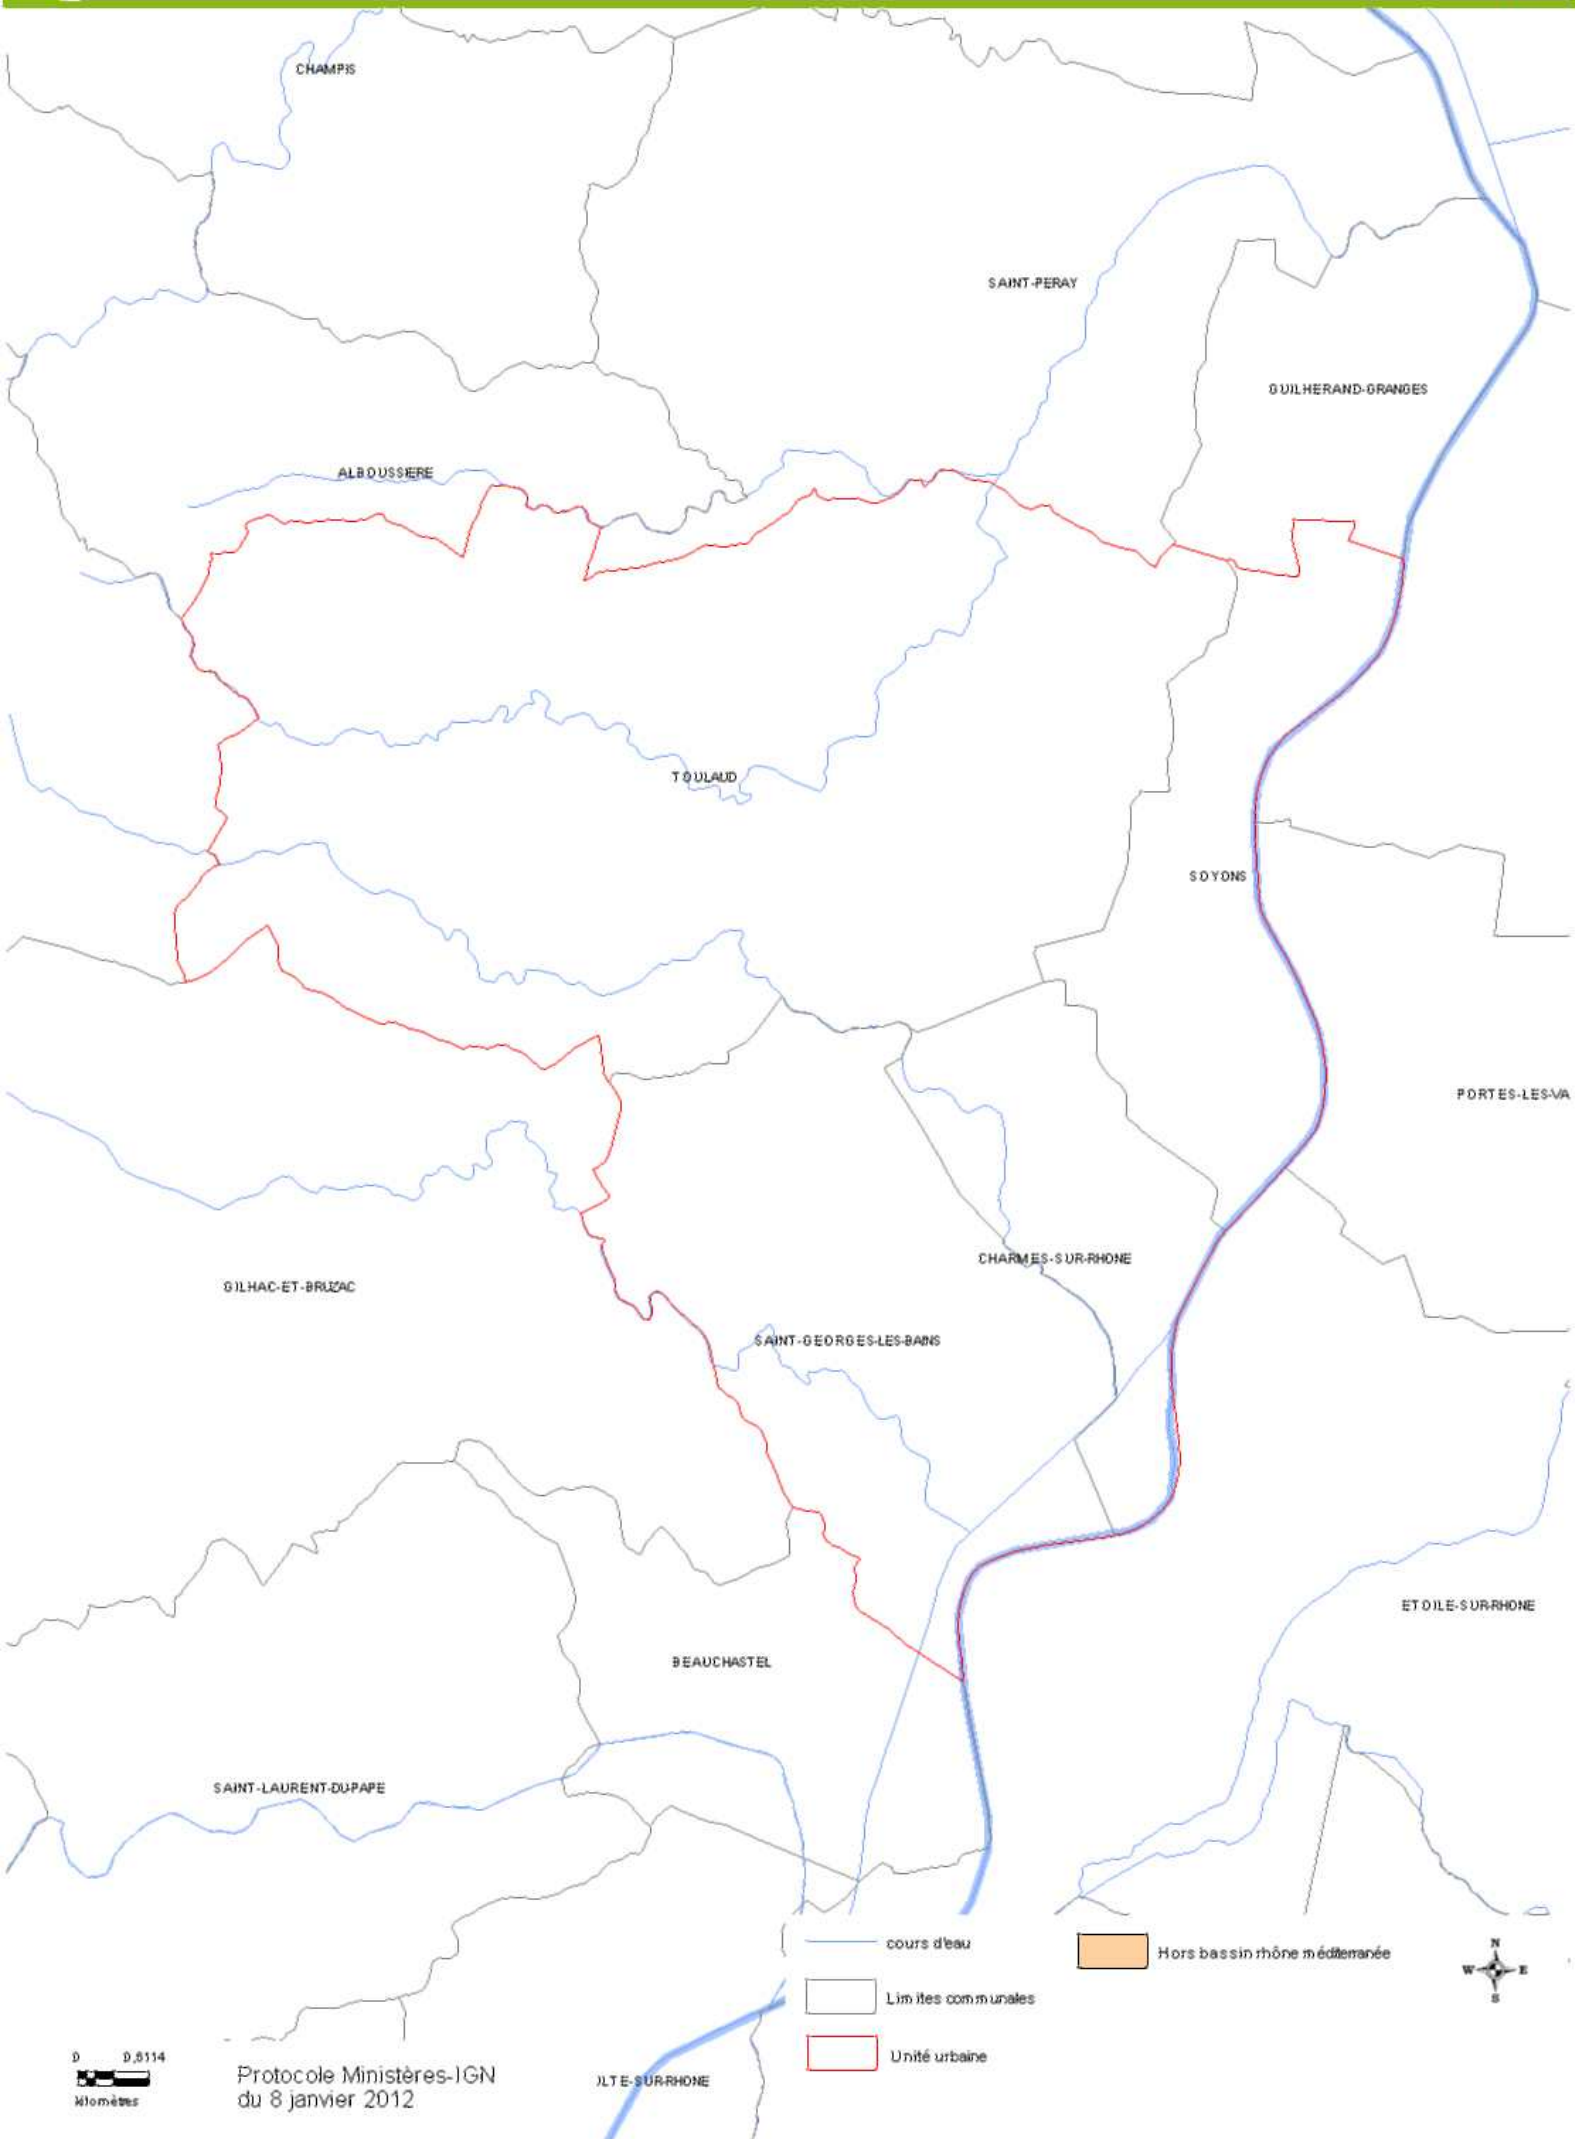 CHAMPIS
SAINT-PERAY
GUILHERAND-GRANGES
ALBOUSSIERE
TOULAUD
SOYONS
PORTES-LES-VA
CHARMES-SUR-RHONE
GILHAC-ET-BRUZAC
SAINT-GEORGES-LES-BAINS
ETOILE-SUR-RHONE
BEAUCHASTEL
SAINT-LAURENT-DU-PAPE
cours d'eau
Hors bassin rhône méditerranée
N
W E
S
Limites communales
Unité urbaine
0 0,5114
kilomètres
Protocole Ministères-IGN
du 8 janvier 2012
LTE-SUR-RHONE